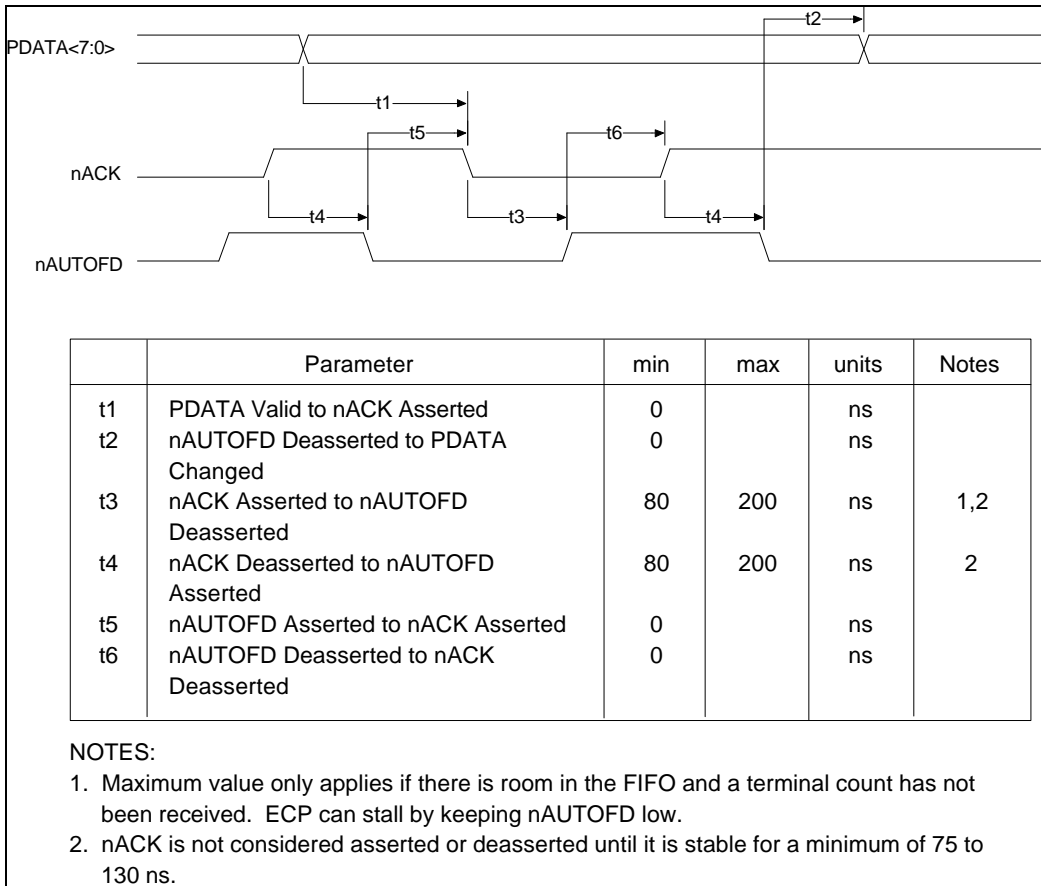 t2
PDATA<7:0>
t1
t5
t6
nACK
t4
t3
t4
nAUTOFD
Parameter min max units Notes
t1 PDATA Valid to nACK Asserted 0 ns
t2 nAUTOFD Deasserted to PDATA 0 ns
Changed
t3 nACK Asserted to nAUTOFD 80 200 ns 1,2
Deasserted
t4 nACK Deasserted to nAUTOFD 80 200 ns 2
Asserted
t5 nAUTOFD Asserted to nACK Asserted 0 ns
t6 nAUTOFD Deasserted to nACK 0 ns
Deasserted
NOTES:
1. Maximum value only applies if there is room in the FIFO and a terminal count has not
been received. ECP can stall by keeping nAUTOFD low.
2. nACK is not considered asserted or deasserted until it is stable for a minimum of 75 to
130 ns.